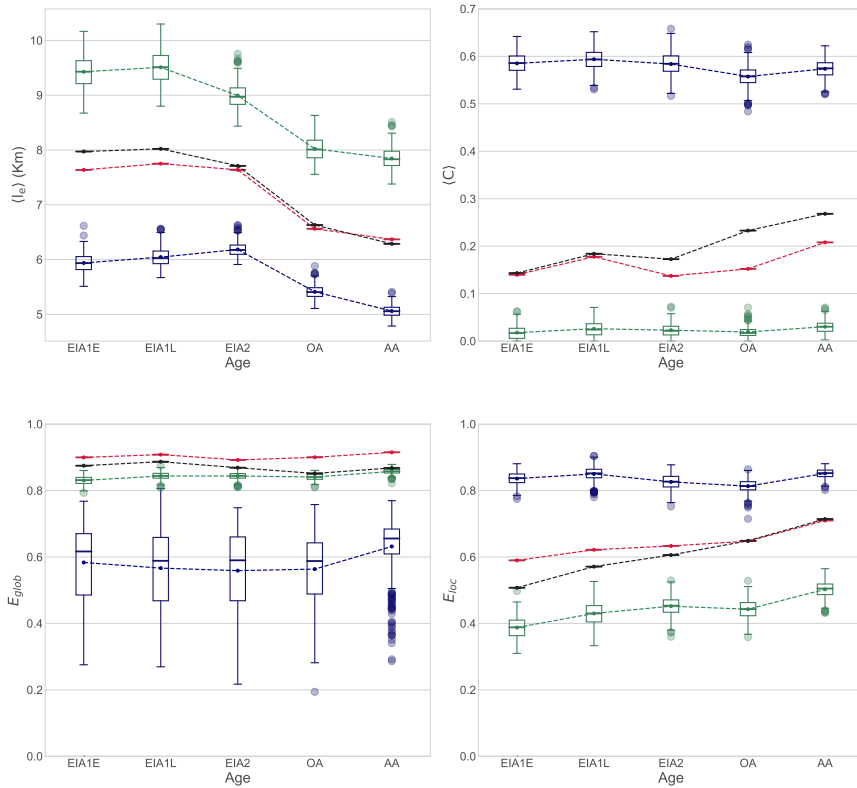 ⟨l_e⟩ (Km)
10
9
8
7
6
5
EIA1E EIA1L EIA2 OA AA
Age
⟨C⟩
0.7
0.6
0.5
0.4
0.3
0.2
0.1
0.0
EIA1E EIA1L EIA2 OA AA
Age
E_glob
1.0
0.8
0.6
0.4
0.2
0.0
EIA1E EIA1L EIA2 OA AA
Age
E_loc
1.0
0.8
0.6
0.4
0.2
0.0
EIA1E EIA1L EIA2 OA AA
Age